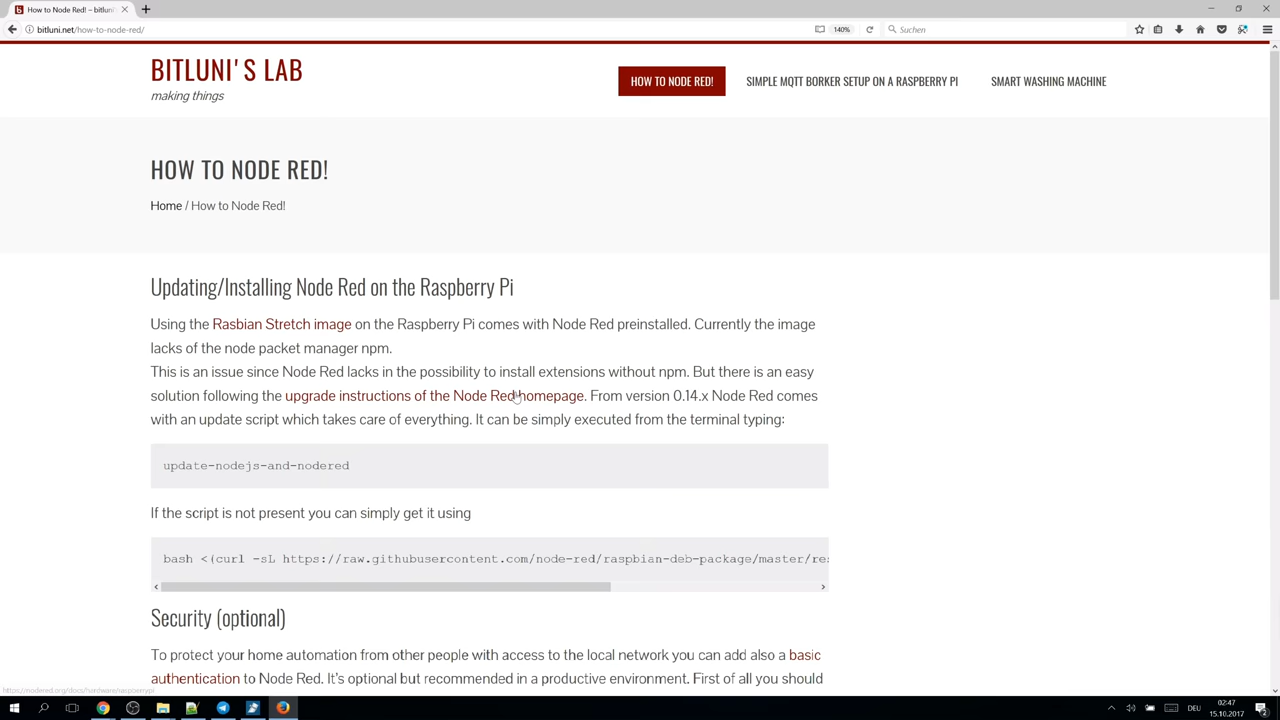 How to Node Red! – bitluni
bitluni.net/how-to-node-red/
140%
Suchen
BITLUNI'S LAB
making things
HOW TO NODE RED!
SIMPLE MQTT BORKER SETUP ON A RASPBERRY PI
SMART WASHING MACHINE
HOW TO NODE RED!
Home / How to Node Red!
Updating/Installing Node Red on the Raspberry Pi
Using the Rasbian Stretch image on the Raspberry Pi comes with Node Red preinstalled. Currently the image
lacks of the node packet manager npm.
This is an issue since Node Red lacks in the possibility to install extensions without npm. But there is an easy
solution following the upgrade instructions of the Node Red homepage. From version 0.14.x Node Red comes
with an update script which takes care of everything. It can be simply executed from the terminal typing:
update-nodejs-and-nodered
If the script is not present you can simply get it using
bash <(curl -sL https://raw.githubusercontent.com/node-red/raspbian-deb-package/master/res
Security (optional)
To protect your home automation from other people with access to the local network you can add also a basic
authentication to Node Red. It's optional but recommended in a productive environment. First of all you should
https://nodered.org/docs/hardware/raspberrypi
DEU
02:47
15.10.2017
2